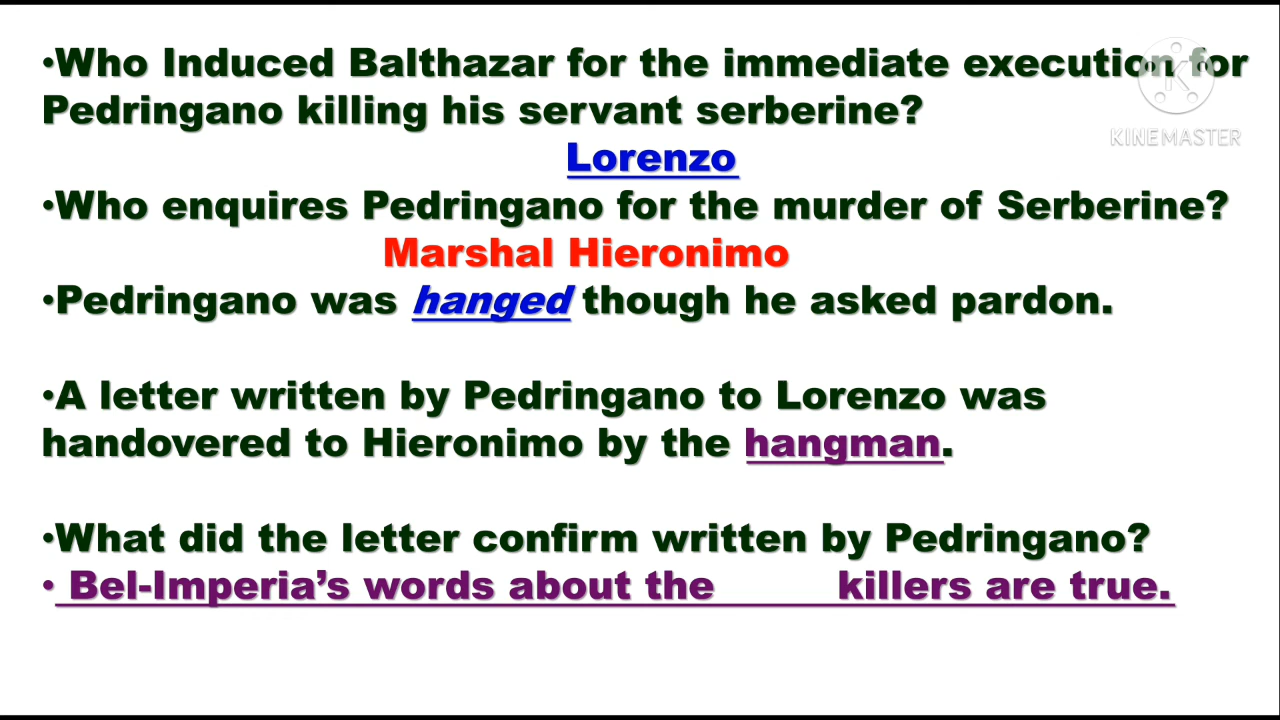 •Who Induced Balthazar for the immediate execution for
Pedringano killing his servant serberine?
Lorenzo
•Who enquires Pedringano for the murder of Serberine?
Marshal Hieronimo
•Pedringano was hanged though he asked pardon.
•A letter written by Pedringano to Lorenzo was
handovered to Hieronimo by the hangman.
•What did the letter confirm written by Pedringano?
• Bel-Imperia’s words about the killers are true.
K
KINEMASTER